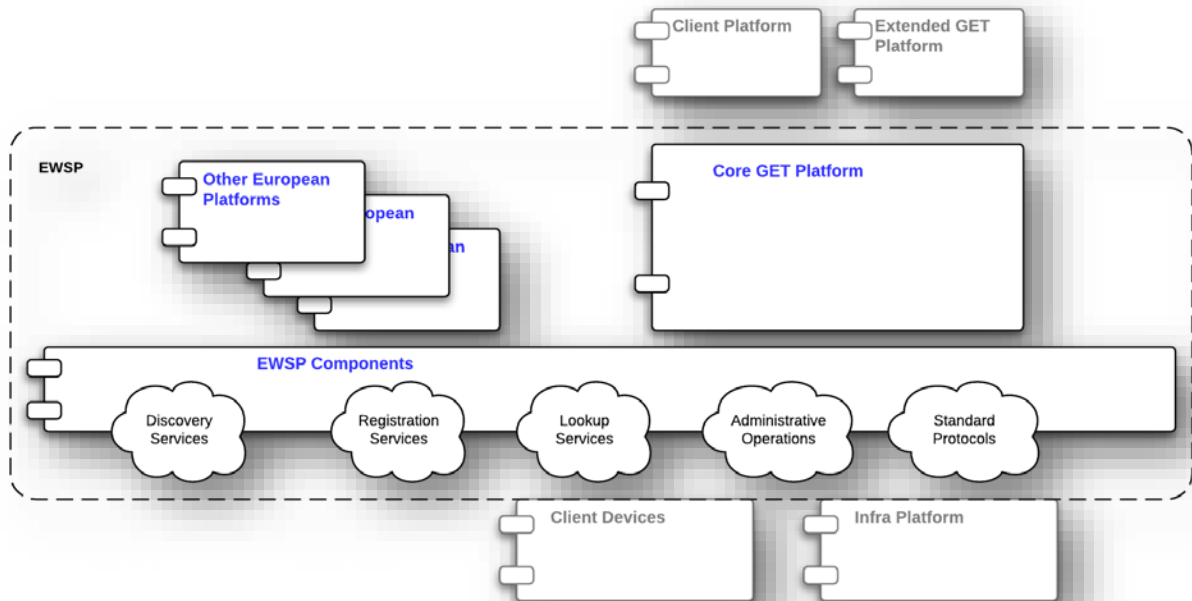 Client Platform
Extended GET
Platform
EWSP
Other European
Platforms
opean
an
Core GET Platform
EWSP Components
Discovery
Services
Registration
Services
Lookup
Services
Administrative
Operations
Standard
Protocols
Client Devices
Infra Platform